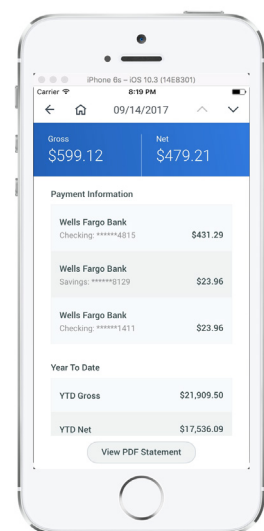 iPhone 6s – iOS 10.3 (14E8301)
Carrier 8:19 PM
09/14/2017
Gross Net
$599.12 $479.21
Payment Information
Wells Fargo Bank
Checking: ******4815 $431.29
Wells Fargo Bank
Savings: ******8129 $23.96
Wells Fargo Bank
Checking: ******1411 $23.96
Year To Date
YTD Gross $21,909.50
YTD Net $17,536.09
View PDF Statement